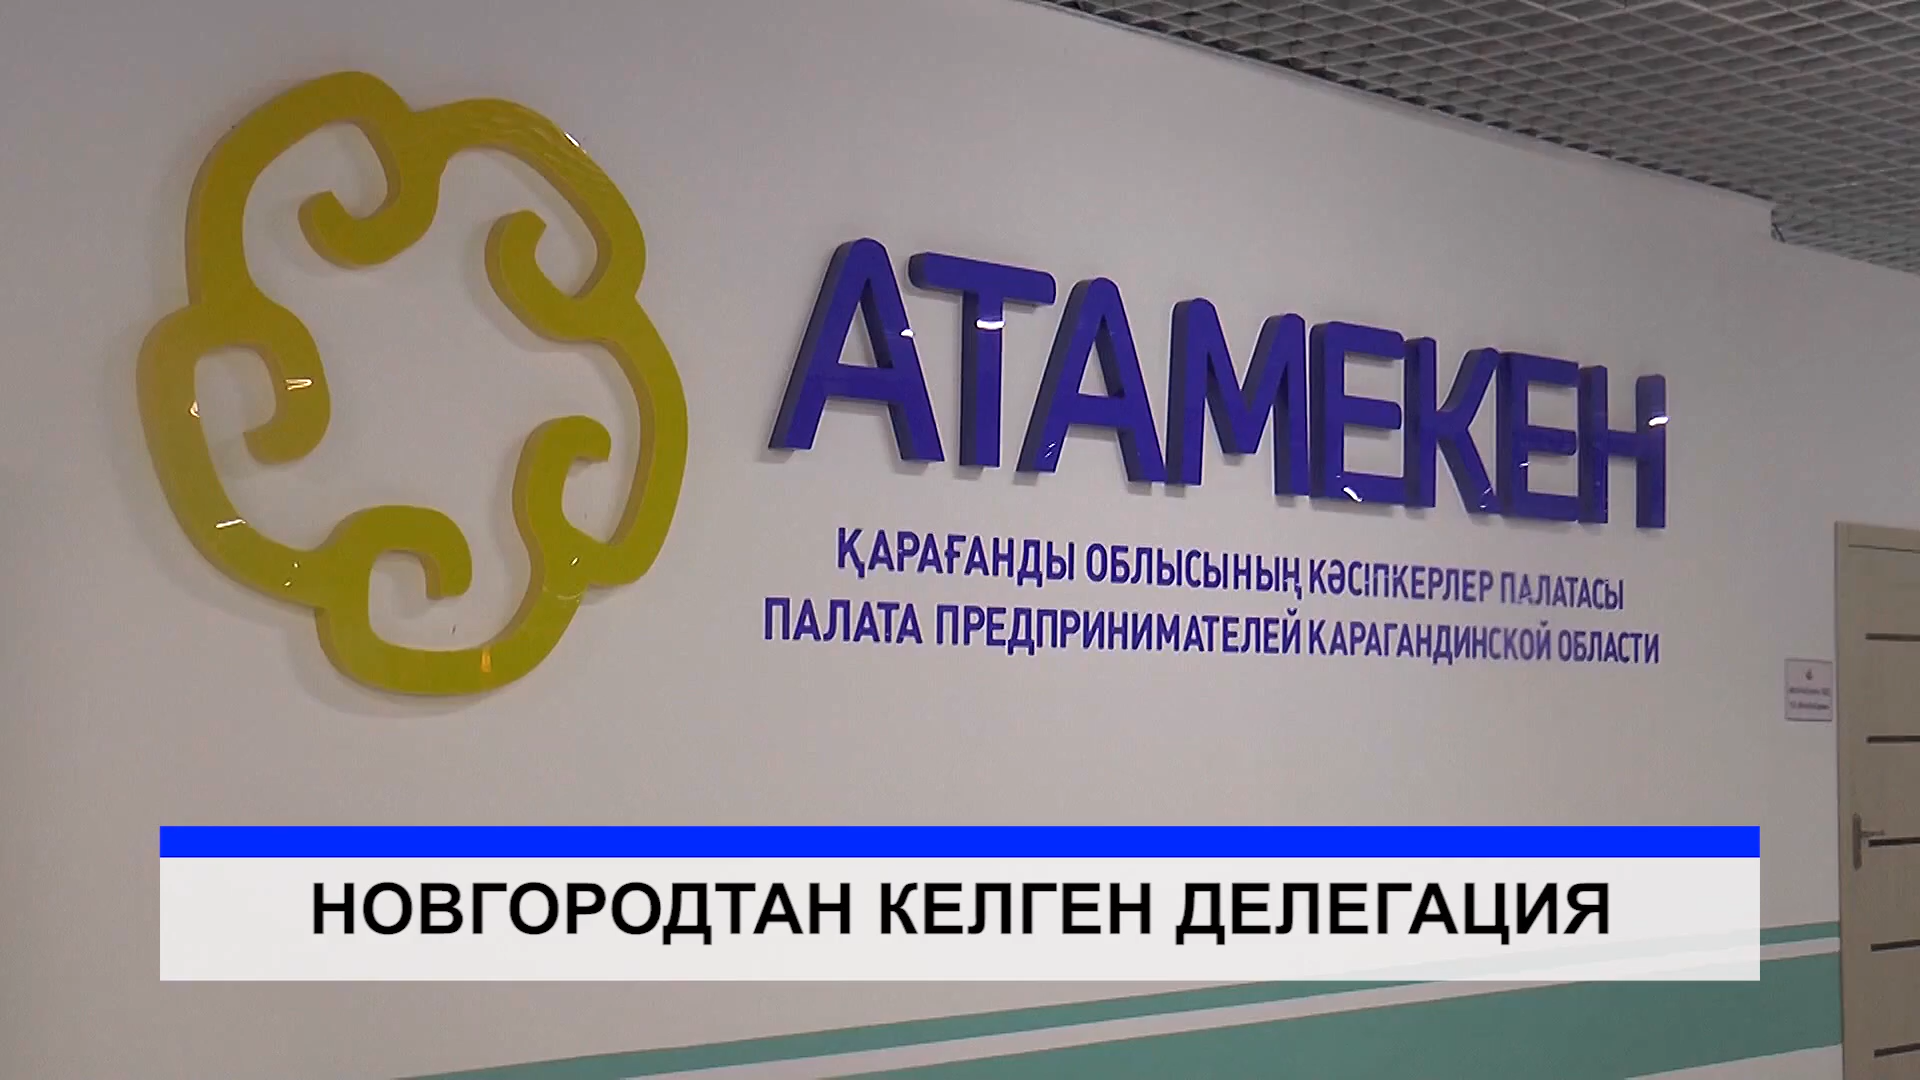 АТАМЕКЕН
ҚАРАҒАНДЫ ОБЛЫСЫНЫҢ КӘСІПКЕРЛЕР ПАЛАТАСЫ
ПАЛАТА ПРЕДПРИНИМАТЕЛЕЙ КАРАГАНДИНСКОЙ ОБЛАСТИ
НОВГОРОДТАН КЕЛГЕН ДЕЛЕГАЦИЯ